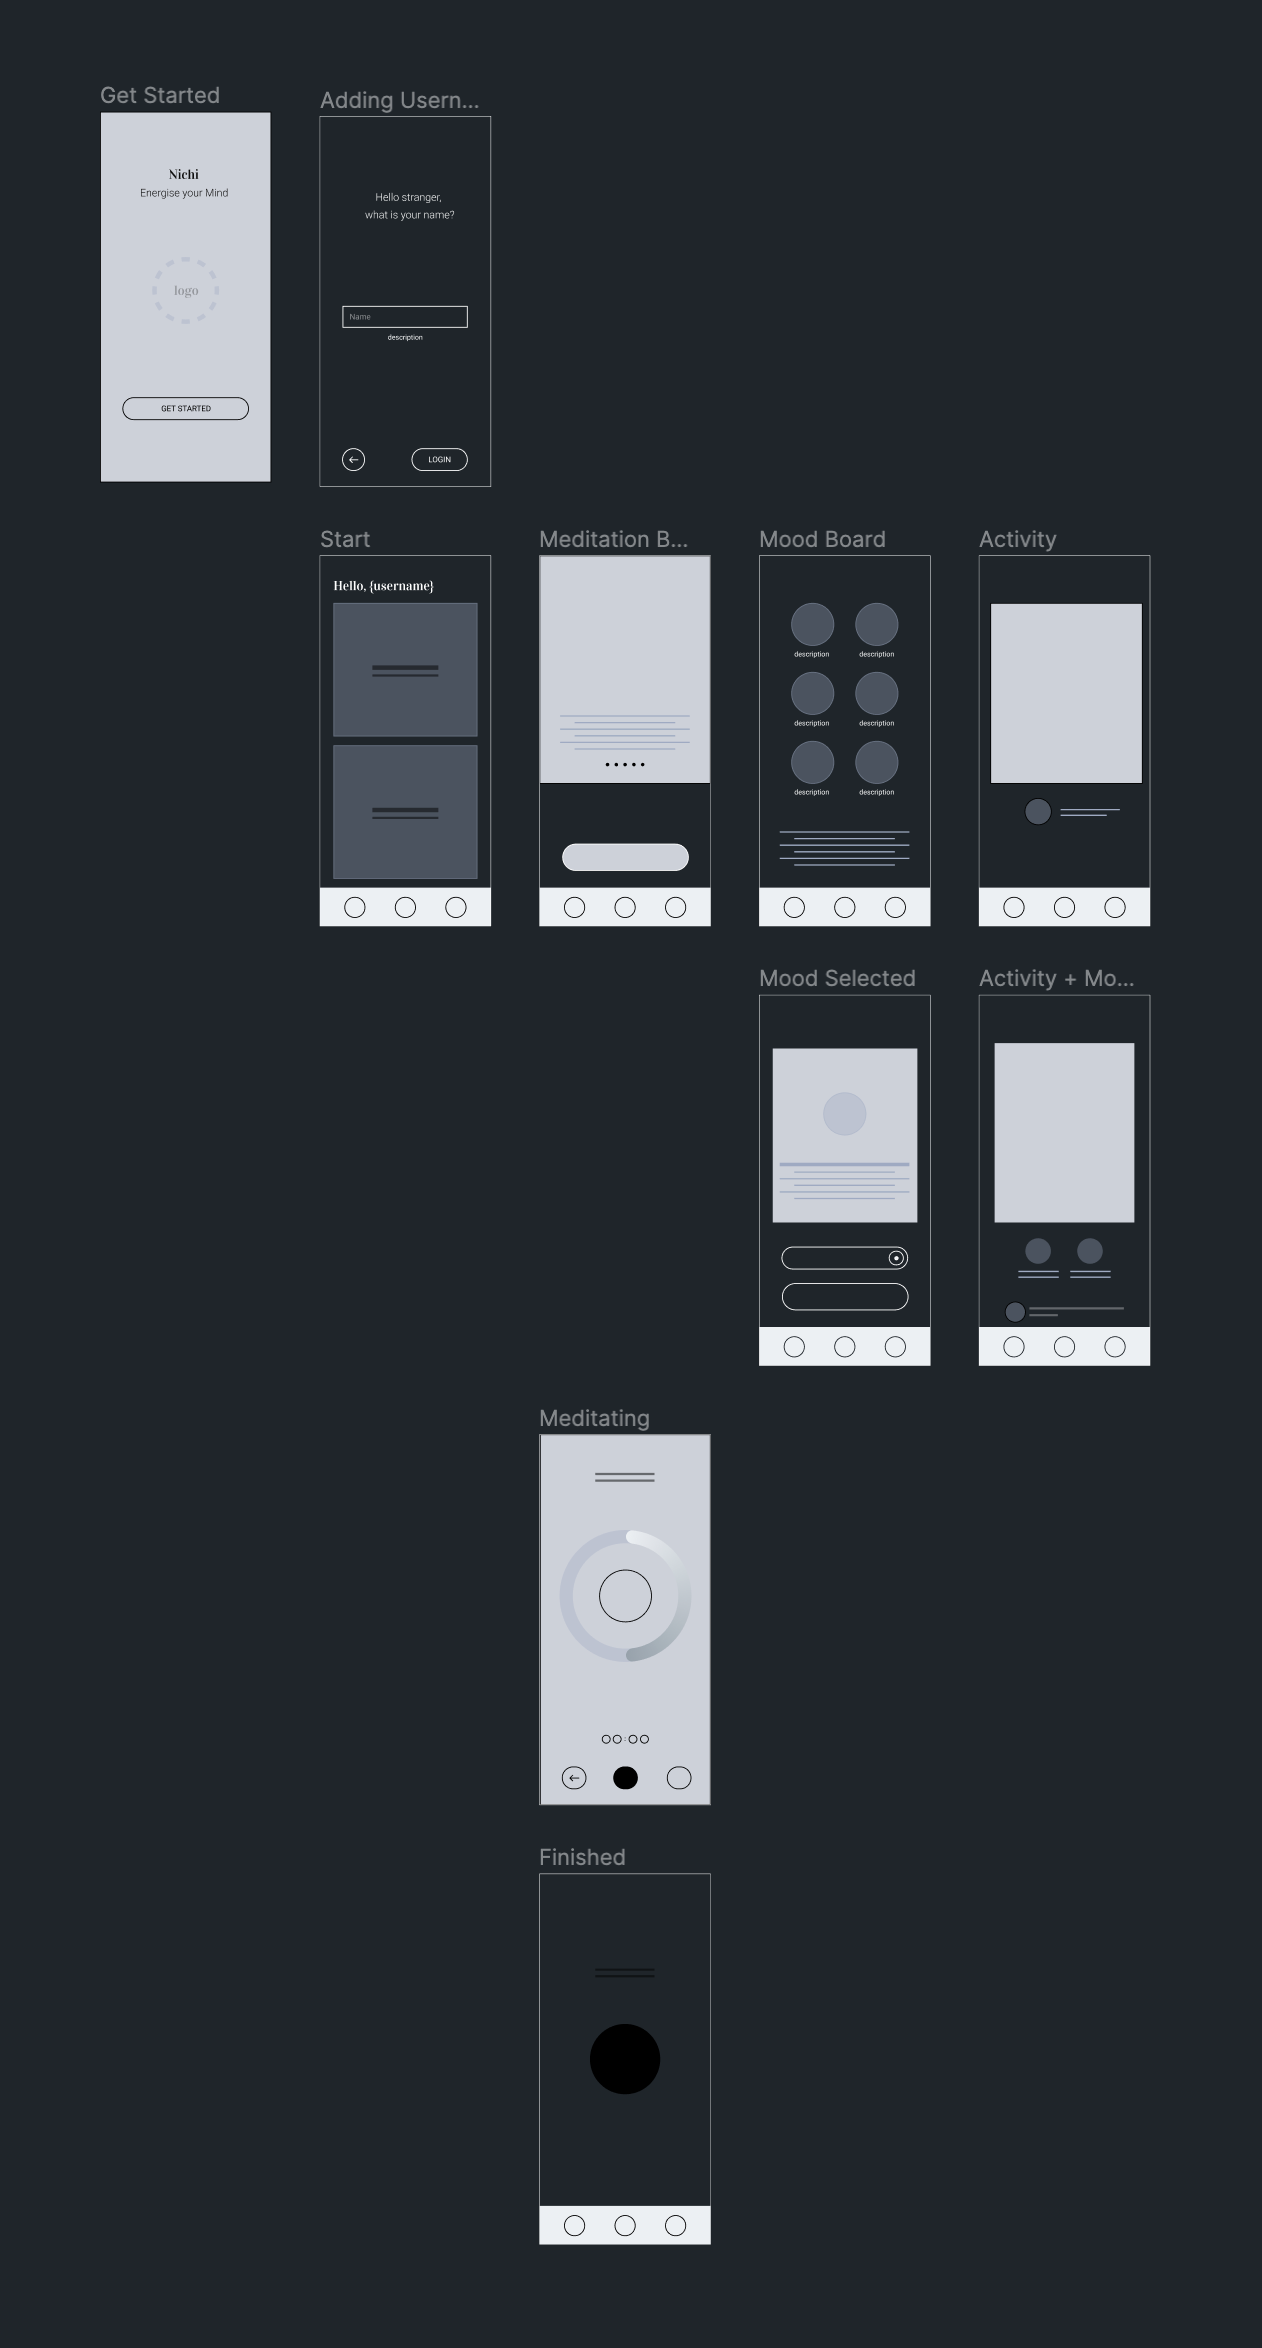 Get Started
Nichi
Energise your Mind
logo
GET STARTED
Adding Usern...
Hello stranger,
what is your name?
Name
description
LOGIN
Start
Hello, {username}
Meditation B...
Mood Board
description description
description description
description description
Activity
Mood Selected
Activity + Mo...
Meditating
Finished